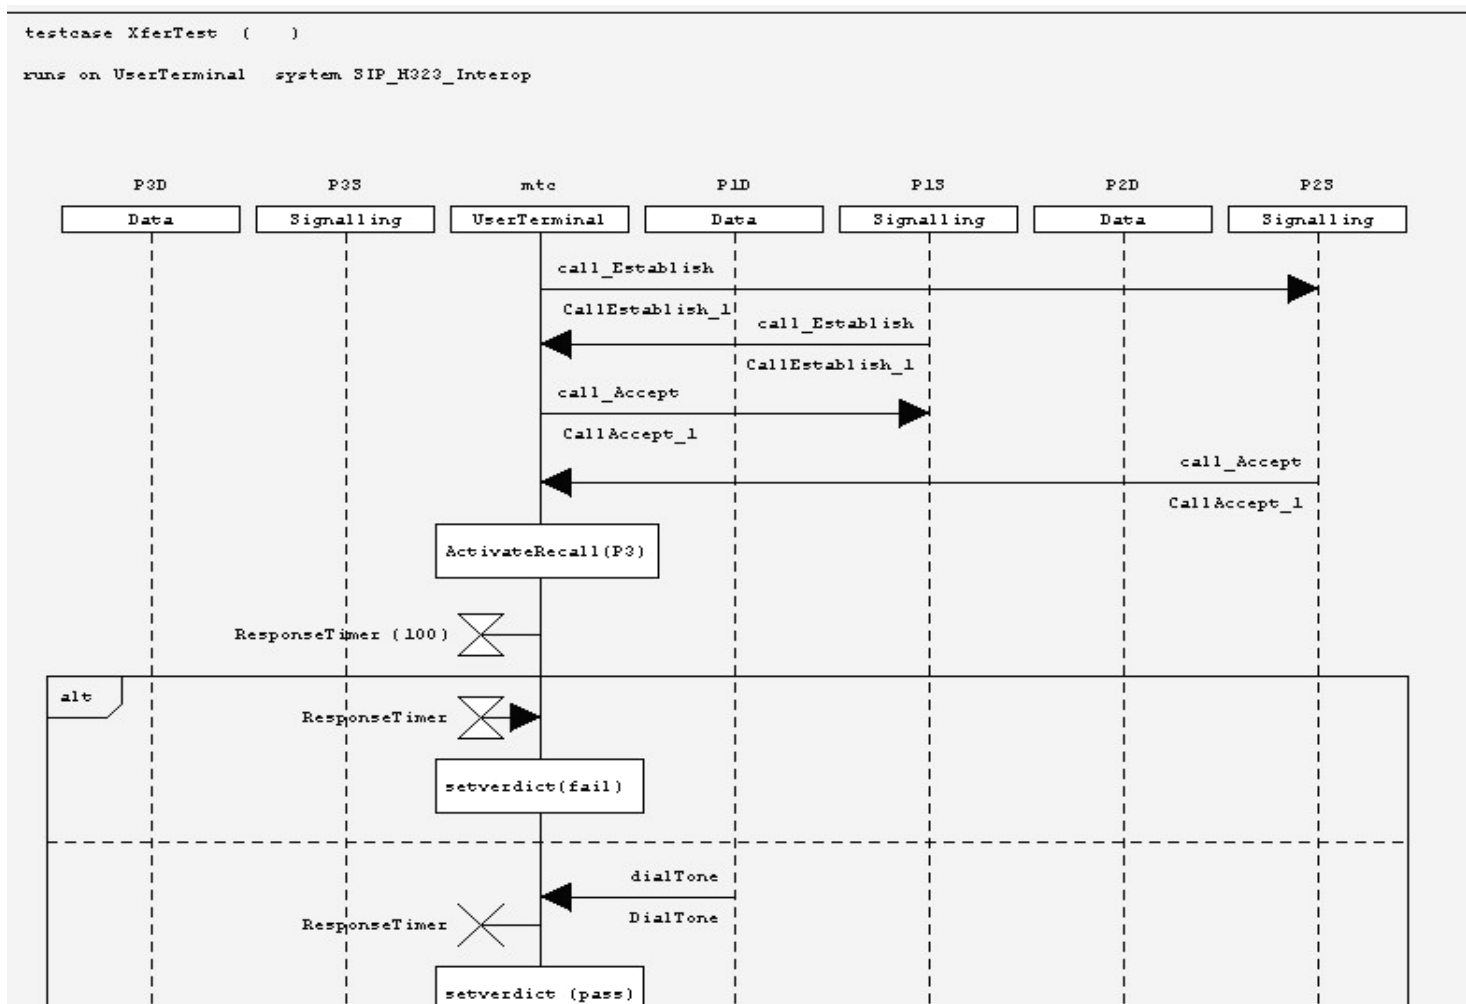 testcase XferTest ( )
runs on UserTerminal system SIP_H323_Interop
P3D P3S mtc P1D P1S P2D P2S
Data Signalling UserTerminal Data Signalling Data Signalling
call_Establish
CallEstablish_1
call_Establish
CallEstablish_1
call_Accept
CallAccept_1
call_Accept
CallAccept_1
ActivateRecall(P3)
ResponseTimer (100)
alt
ResponseTimer
setverdict(fail)
dialTone
DialTone
ResponseTimer
setverdict (pass)